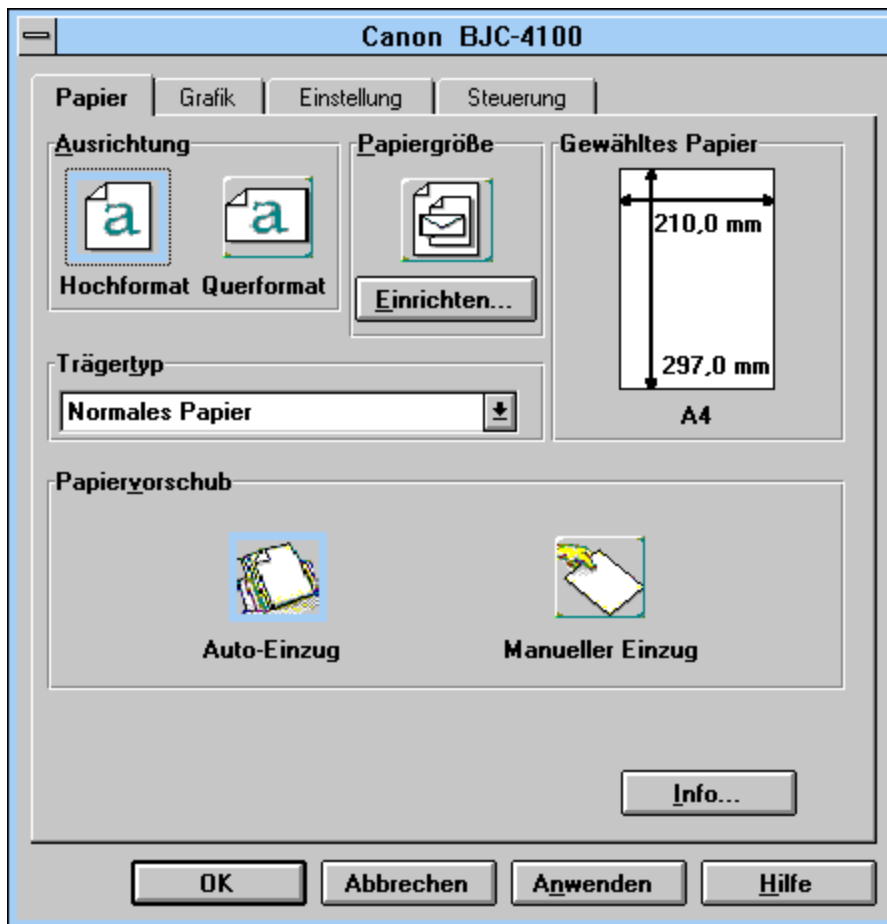 Canon BJC-4100
Papier Grafik Einstellung Steuerung
Ausrichtung Papiergröße Gewähltes Papier
a a
210,0 mm
Hochformat Querformat
Einrichten...
297,0 mm
Trägertyp
Normales Papier
A4
Papiervorschub
Auto-Einzug Manueller Einzug
Info...
OK Abbrechen Anwenden Hilfe